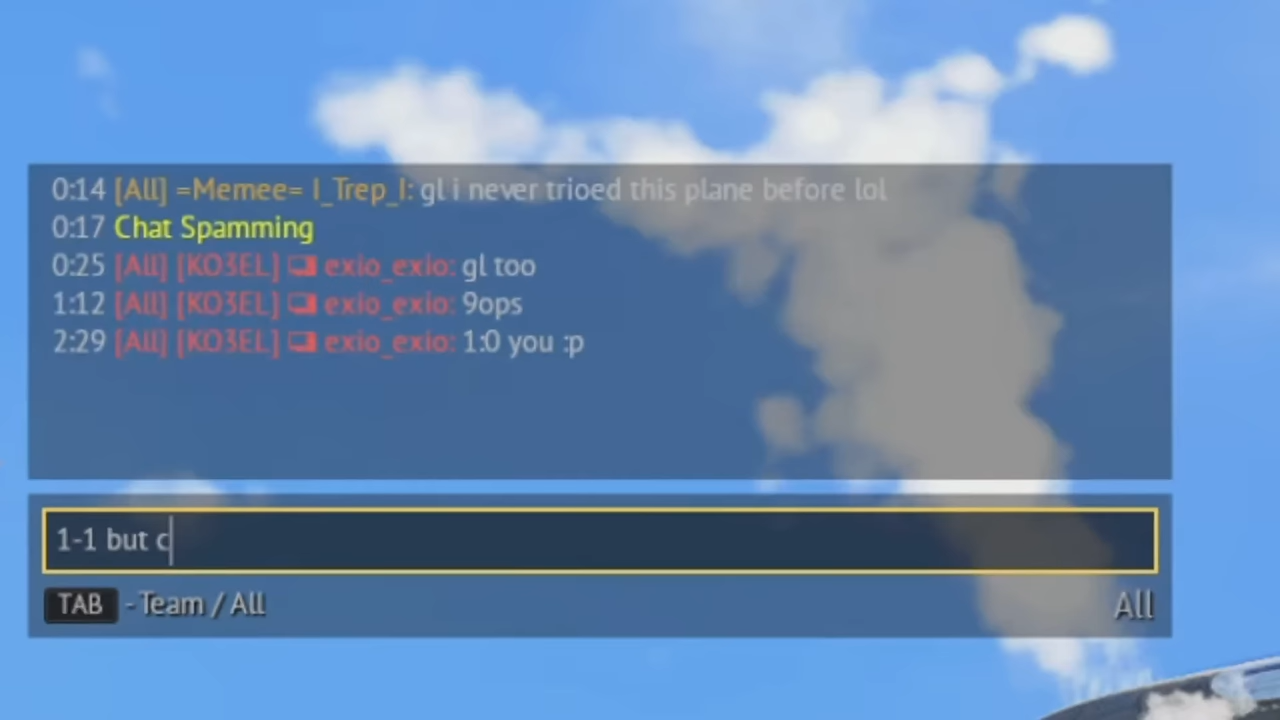 0:14 [All] =Memee= I_Trep_I: gl i never trioed this plane before lol
0:17 Chat Spamming
0:25 [All] [KO3EL] exio_exio: gl too
1:12 [All] [KO3EL] exio_exio: 9ops
2:29 [All] [KO3EL] exio_exio: 1:0 you :p
1-1 but c
TAB - Team / All
All